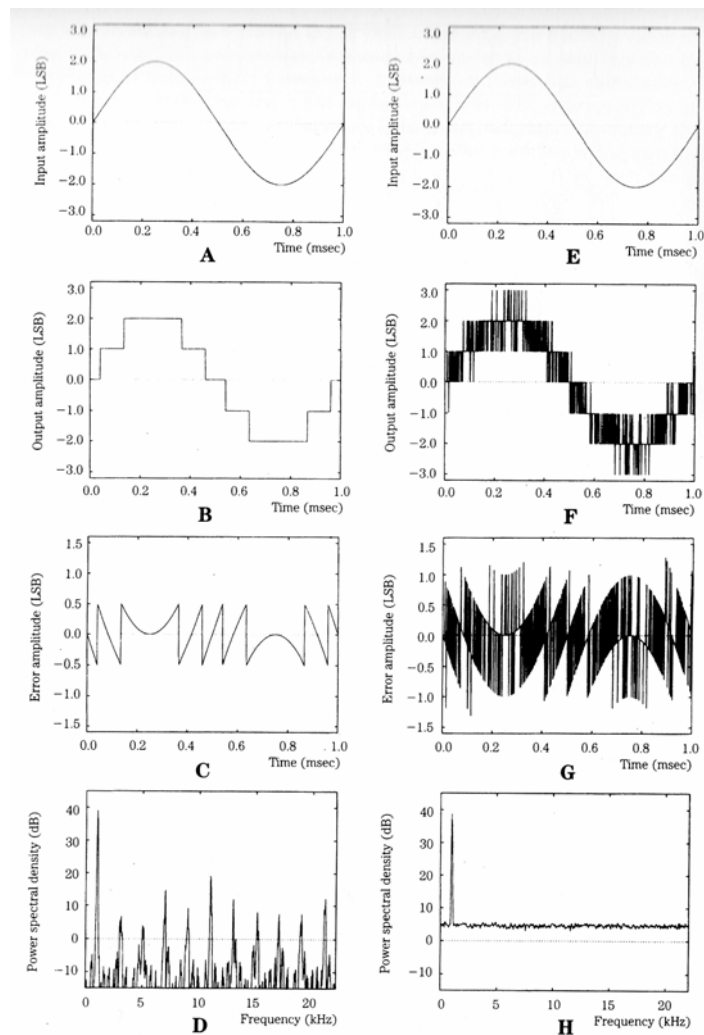 Input amplitude (LSB)
3.0
2.0
1.0
0.0
−1.0
−2.0
−3.0
0.0 0.2 0.4 0.6 0.8 1.0
Time (msec)
A
Input amplitude (LSB)
3.0
2.0
1.0
0.0
−1.0
−2.0
−3.0
0.0 0.2 0.4 0.6 0.8 1.0
Time (msec)
E
Output amplitude (LSB)
3.0
2.0
1.0
0.0
−1.0
−2.0
−3.0
0.0 0.2 0.4 0.6 0.8 1.0
Time (msec)
B
Output amplitude (LSB)
3.0
2.0
1.0
0.0
−1.0
−2.0
−3.0
0.0 0.2 0.4 0.6 0.8 1.0
Time (msec)
F
Error amplitude (LSB)
1.5
1.0
0.5
0.0
−0.5
−1.0
−1.5
0.0 0.2 0.4 0.6 0.8 1.0
Time (msec)
C
Error amplitude (LSB)
1.5
1.0
0.5
0.0
−0.5
−1.0
−1.5
0.0 0.2 0.4 0.6 0.8 1.0
Time (msec)
G
Power spectral density (dB)
40
30
20
10
0
−10
0 5 10 15 20
Frequency (kHz)
D
Power spectral density (dB)
40
30
20
10
0
−10
0 5 10 15 20
Frequency (kHz)
H